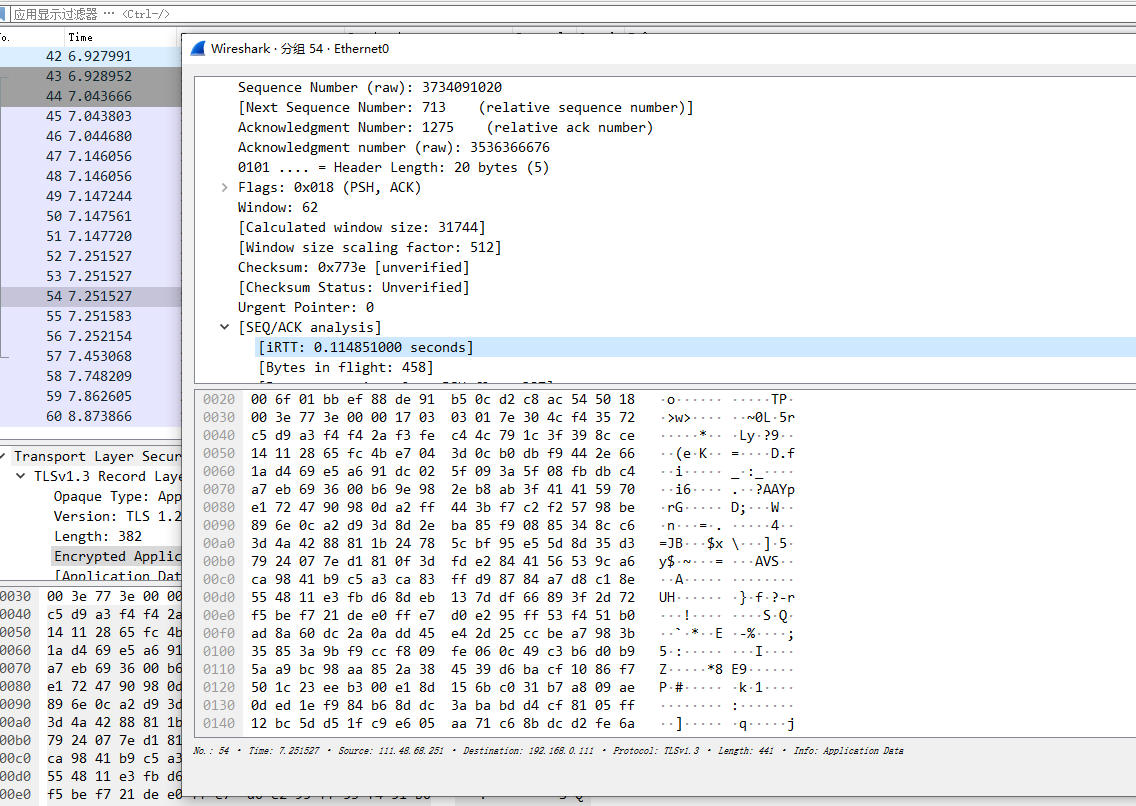 应用显示过滤器 … <Ctrl-/>
No. Time
42 6.927991
43 6.928952
44 7.043666
45 7.043803
46 7.044680
47 7.146056
48 7.146056
49 7.147244
50 7.147561
51 7.147720
52 7.251527
53 7.251527
54 7.251527
55 7.251583
56 7.252154
57 7.453068
58 7.748209
59 7.862605
60 8.873866
Transport Layer Secur
TLSv1.3 Record Laye
Opaque Type: App
Version: TLS 1.2
Length: 382
Encrypted Applic
[Application Dat
0030 00 3e 77 3e 00 00
0040 c5 d9 a3 f4 f4 2a
0050 14 11 28 65 fc 4b
0060 1a d4 69 e5 a6 91
0070 a7 eb 69 36 00 b6
0080 e1 72 47 90 98 0d
0090 89 6e 0c a2 d9 3d
00a0 3d 4a 42 88 81 1b
00b0 79 24 07 7e d1 81
00c0 ca 98 41 b9 c5 a3
00d0 55 48 11 e3 fb d6
00e0 f5 be f7 21 de e0
Wireshark · 分组 54 · Ethernet0
Sequence Number (raw): 3734091020
[Next Sequence Number: 713 (relative sequence number)]
Acknowledgment Number: 1275 (relative ack number)
Acknowledgment number (raw): 3536366676
0101 .... = Header Length: 20 bytes (5)
Flags: 0x018 (PSH, ACK)
Window: 62
[Calculated window size: 31744]
[Window size scaling factor: 512]
Checksum: 0x773e [unverified]
[Checksum Status: Unverified]
Urgent Pointer: 0
[SEQ/ACK analysis]
[iRTT: 0.114851000 seconds]
[Bytes in flight: 458]
0020 00 6f 01 bb ef 88 de 91 b5 0c d2 c8 ac 54 50 18 ·o······ ·····TP·
0030 00 3e 77 3e 00 00 17 03 03 01 7e 30 4c f4 35 72 ·>w>···· ··~0L·5r
0040 c5 d9 a3 f4 f4 2a f3 fe c4 4c 79 1c 3f 39 8c ce ·····*·· ·Ly·?9··
0050 14 11 28 65 fc 4b e7 04 3d 0c b0 db f9 44 2e 66 ··(e·K·· =····D.f
0060 1a d4 69 e5 a6 91 dc 02 5f 09 3a 5f 08 fb db c4 ··i····· _·:_····
0070 a7 eb 69 36 00 b6 9e 98 2e b8 ab 3f 41 41 59 70 ··i6···· .··?AAYp
0080 e1 72 47 90 98 0d a2 ff 44 3b f7 c2 f2 57 98 be ·rG····· D;···W··
0090 89 6e 0c a2 d9 3d 8d 2e ba 85 f9 08 85 34 8c c6 ·n···=·. ·····4··
00a0 3d 4a 42 88 81 1b 24 78 5c bf 95 e5 5d 8d 35 d3 =JB···$x \···]·5·
00b0 79 24 07 7e d1 81 0f 3d fd e2 84 41 56 53 9c a6 y$·~···= ···AVS··
00c0 ca 98 41 b9 c5 a3 ca 83 ff d9 87 84 a7 d8 c1 8e ··A····· ········
00d0 55 48 11 e3 fb d6 8d eb 13 7d df 66 89 3f 2d 72 UH······ ·}·f·?-r
00e0 f5 be f7 21 de e0 ff e7 d0 e2 95 ff 53 f4 51 b0 ···!···· ····S·Q·
00f0 ad 8a 60 dc 2a 0a dd 45 e4 2d 25 cc be a7 98 3b ··`·*··E ·-%····;
0100 35 85 3a 9b f9 cc f8 09 fe 06 0c 49 c3 b6 d0 b9 5·:····· ···I····
0110 5a a9 bc 98 aa 85 2a 38 45 39 d6 ba cf 10 86 f7 Z·····*8 E9······
0120 50 1c 23 ee b3 00 e1 8d 15 6b c0 31 b7 a8 09 ae P·#····· ·k·1····
0130 0d ed 1e f9 84 b6 8d dc 3a ba bd d4 cf 81 05 ff ········ :·······
0140 12 bc 5d d5 1f c9 e6 05 aa 71 c6 8b dc d2 fe 6a ··]····· ·q·····j
No.: 54 · Time: 7.251527 · Source: 111.48.68.251 · Destination: 192.168.0.111 · Protocol: TLSv1.3 · Length: 441 · Info: Application Data